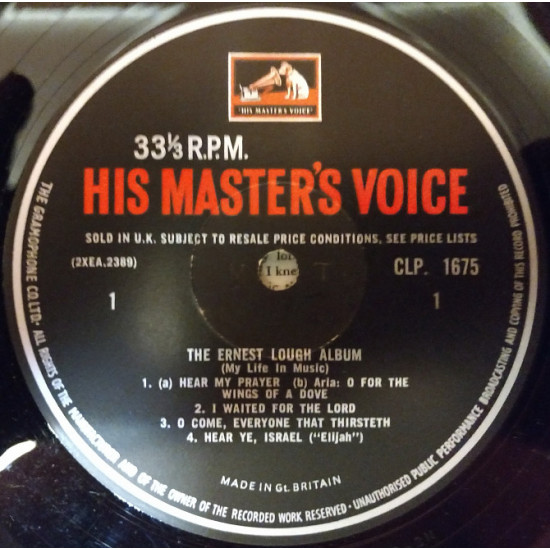 "HIS MASTER'S VOICE"
33⅓ R.P.M.
HIS MASTER'S VOICE
SOLD IN U.K. SUBJECT TO RESALE PRICE CONDITIONS, SEE PRICE LISTS
(2XEA.2389)
CLP. 1675
1
1
I kne
THE ERNEST LOUGH ALBUM
(My Life in Music)
1. (a) HEAR MY PRAYER (b) Aria: O FOR THE
WINGS OF A DOVE
2. I WAITED FOR THE LORD
3. O COME, EVERYONE THAT THIRSTETH
4. HEAR YE, ISRAEL ("Elijah")
MADE IN GT. BRITAIN
THE GRAMOPHONE CO. LTD. · ALL RIGHTS OF THE MANUFACTURER AND OF THE OWNER OF THE RECORDED WORK RESERVED · UNAUTHORISED PUBLIC PERFORMANCE BROADCASTING AND COPYING OF THIS RECORD PROHIBITED